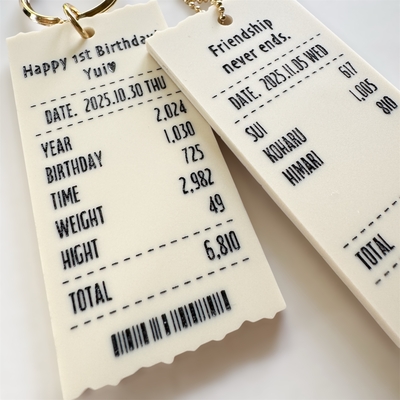 Happy 1st Birthday
Yui♥
DATE. 2025.10.30 THU
YEAR 2,024
BIRTHDAY 1,030
TIME 725
WEIGHT 2,982
HIGHT 49
TOTAL 6,810
Friendship
never ends.
DATE. 2025.11.05 WED
SUI 617
KOHARU 1,005
HIMARI 810
TOTAL